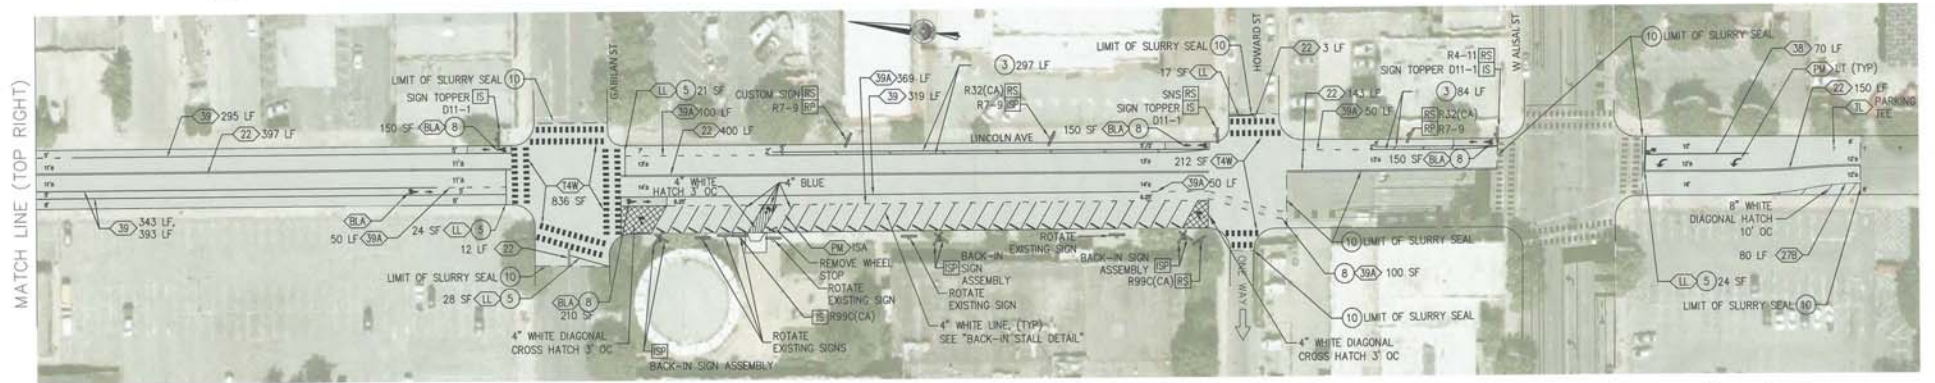 MATCH LINE (TOP RIGHT)
39 295 LF
22 397 LF
39 343 LF,
393 LF
LIMIT OF SLURRY SEAL 10
SIGN TOPPER IS
D11-1
150 SF BLA 8
T4W
836 SF
BLA
50 LF 39A
24 SF LL 5
12 LF 22
LIMIT OF SLURRY SEAL 10
28 SF LL 5
GABILAN ST
LL 5 21 SF
39A 100 LF
22 400 LF
CUSTOM SIGN RS
R7-9 RP
4" WHITE
HATCH 3' OC
4" BLUE
BLA 8
210 SF
4" WHITE DIAGONAL
CROSS HATCH 3' OC
ISP
BACK-IN SIGN ASSEMBLY
ROTATE
EXISTING SIGNS
PM ISA
REMOVE WHEEL
STOP
ROTATE
EXISTING SIGN
IS R99C(CA)
39A 369 LF
39 319 LF
3 297 LF
R32(CA) RS
R7-9 ISP
LINCOLN AVE
BACK-IN
ISP SIGN
ASSEMBLY
ROTATE
EXISTING SIGN
4" WHITE LINE, (TYP)
SEE "BACK-IN STALL DETAIL"
LIMIT OF SLURRY SEAL 10
17 SF LL
SNS RS
SIGN TOPPER IS
D11-1
150 SF BLA 8
212 SF T4W
39A 50 LF
ROTATE
EXISTING SIGN
BACK-IN SIGN
ASSEMBLY ISP
R99C(CA) RS
HOWARD ST
22 3 LF
ONE WAY
22 143 LF
39A 50 LF
3 84 LF
R4-11 RS
SIGN TOPPER D11-1 IS
RS R32(CA)
RP R7-9
150 SF BLA 8
10 LIMIT OF SLURRY SEAL
8 39A 100 SF
10 LIMIT OF SLURRY SEAL
4" WHITE DIAGONAL
CROSS HATCH 3' OC
W ALISAL ST
10 LIMIT OF SLURRY SEAL
38 70 LF
PM LT (TYP)
22 150 LF
PARKING
TEE
8" WHITE
DIAGONAL HATCH
10' OC
80 LF 27B
LL 5 24 SF
LIMIT OF SLURRY SEAL 10